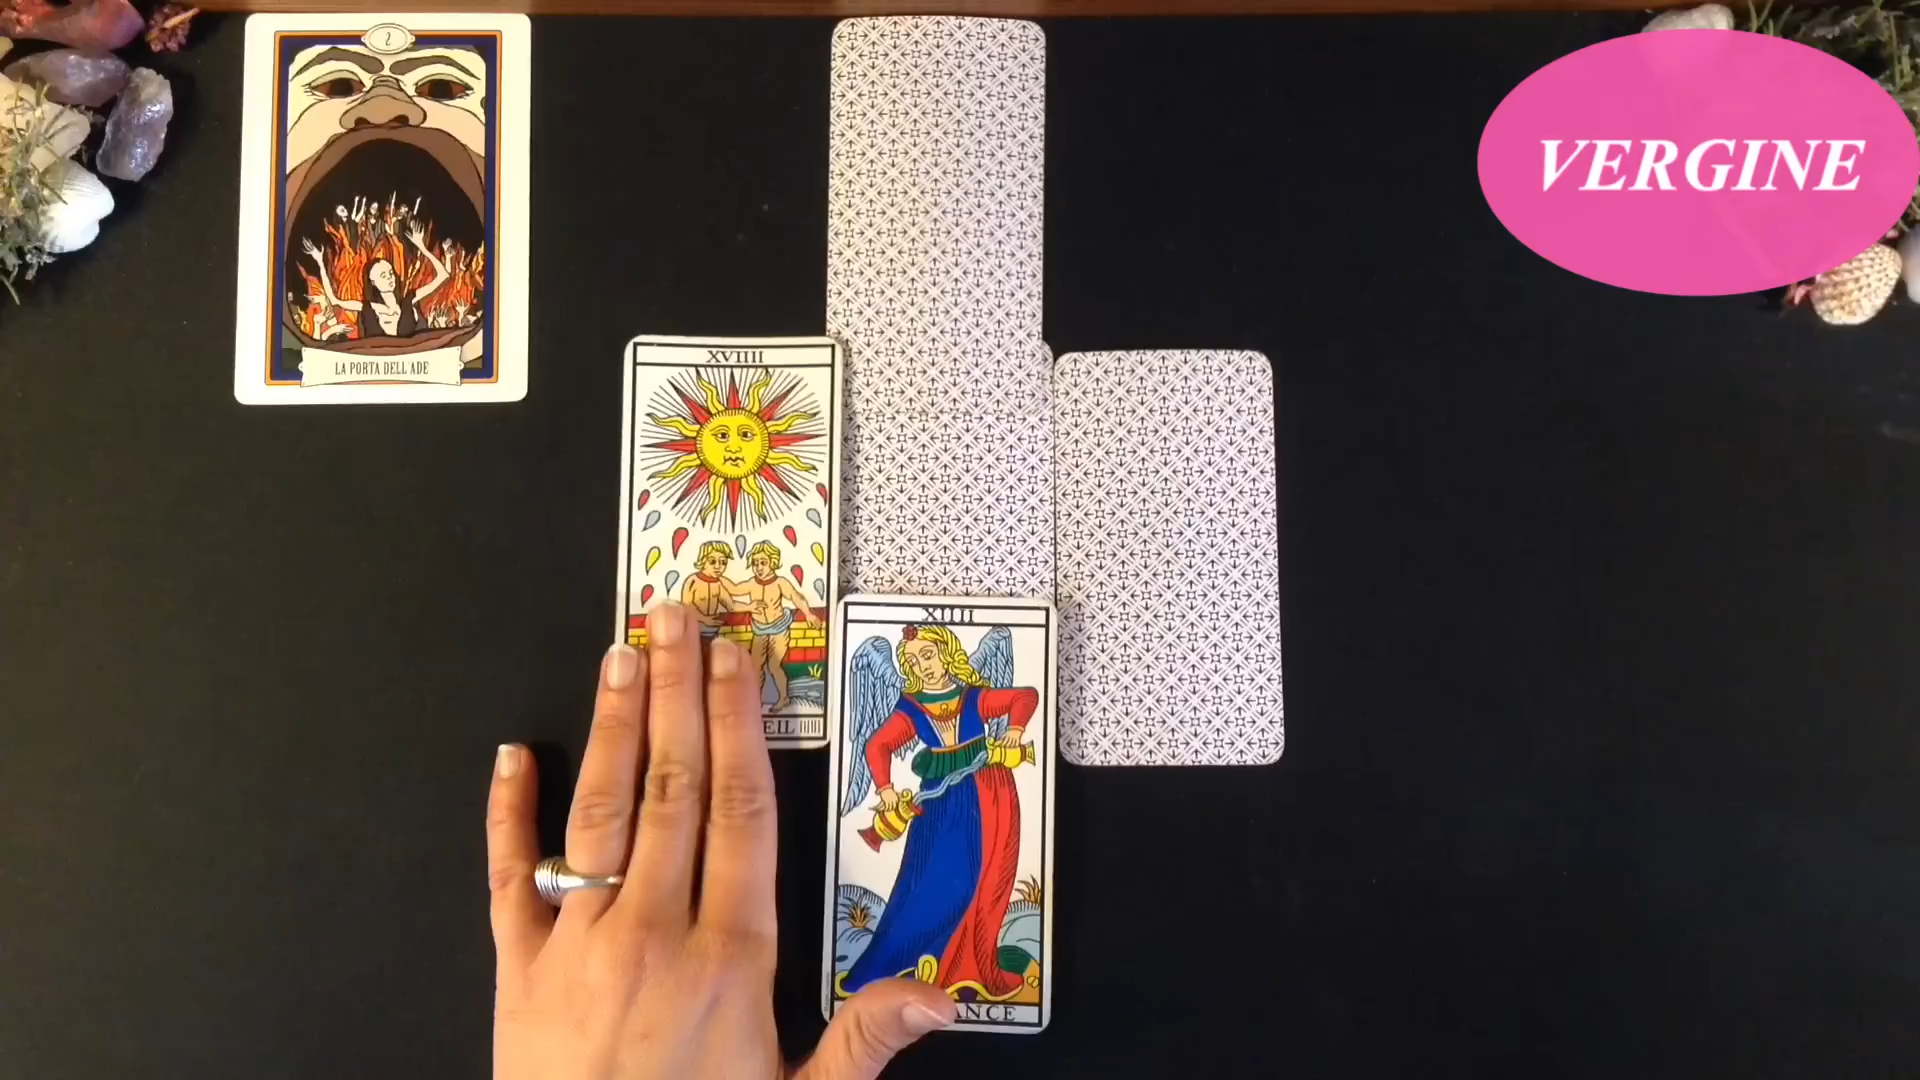 2
LA PORTA DELL'ADE
VERGINE
XVIIII
EIL
XIIII
ANCE